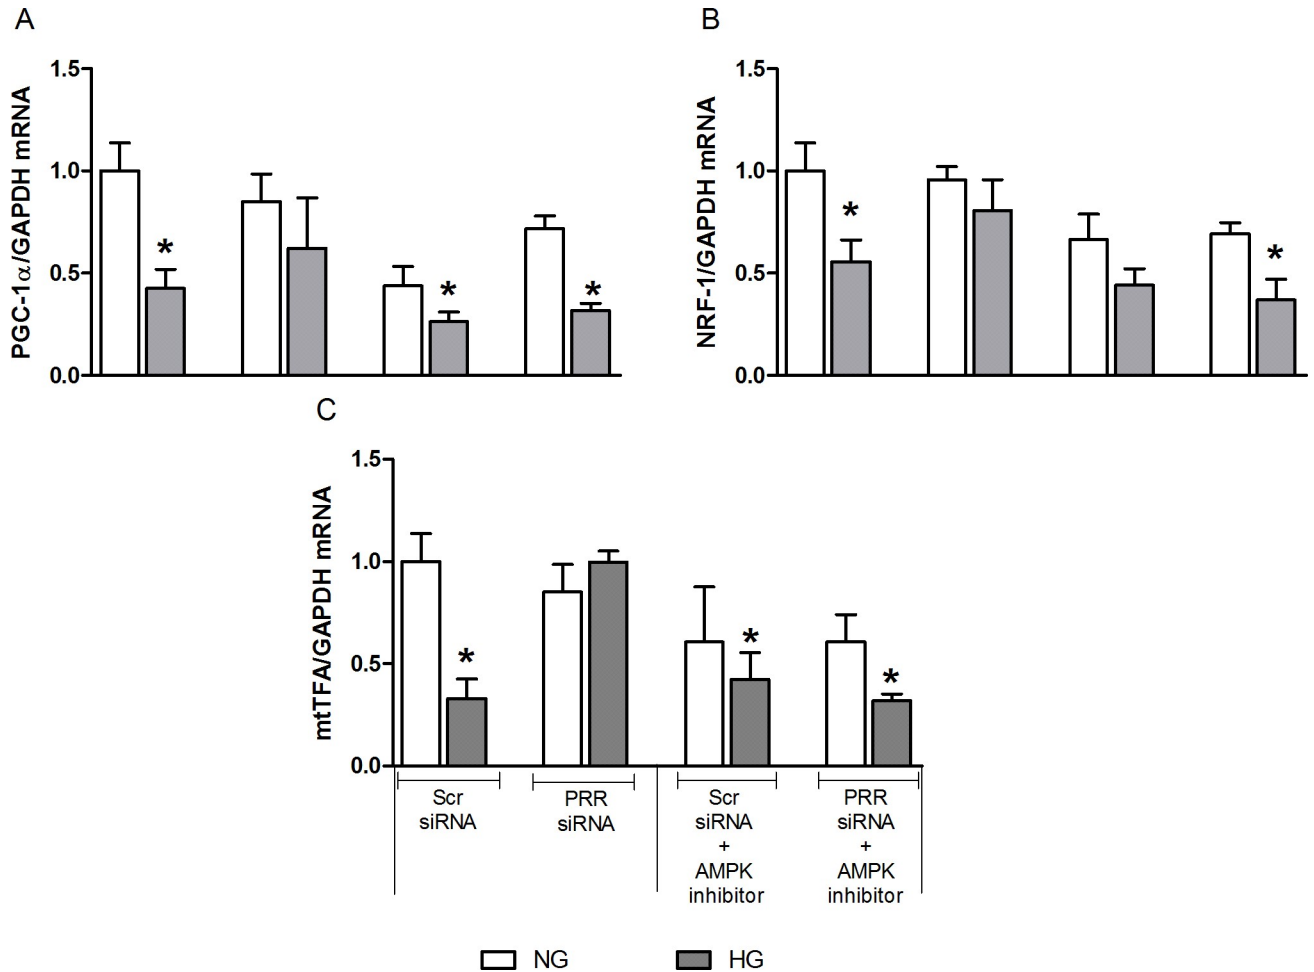 A
PGC-1α/GAPDH mRNA
1.5
1.0
0.5
0.0
*
*
*
B
NRF-1/GAPDH mRNA
1.5
1.0
0.5
0.0
*
*
C
mtTFA/GAPDH mRNA
1.5
1.0
0.5
0.0
*
*
*
Scr
siRNA
PRR
siRNA
Scr
siRNA
+
AMPK
inhibitor
PRR
siRNA
+
AMPK
inhibitor
NG
HG